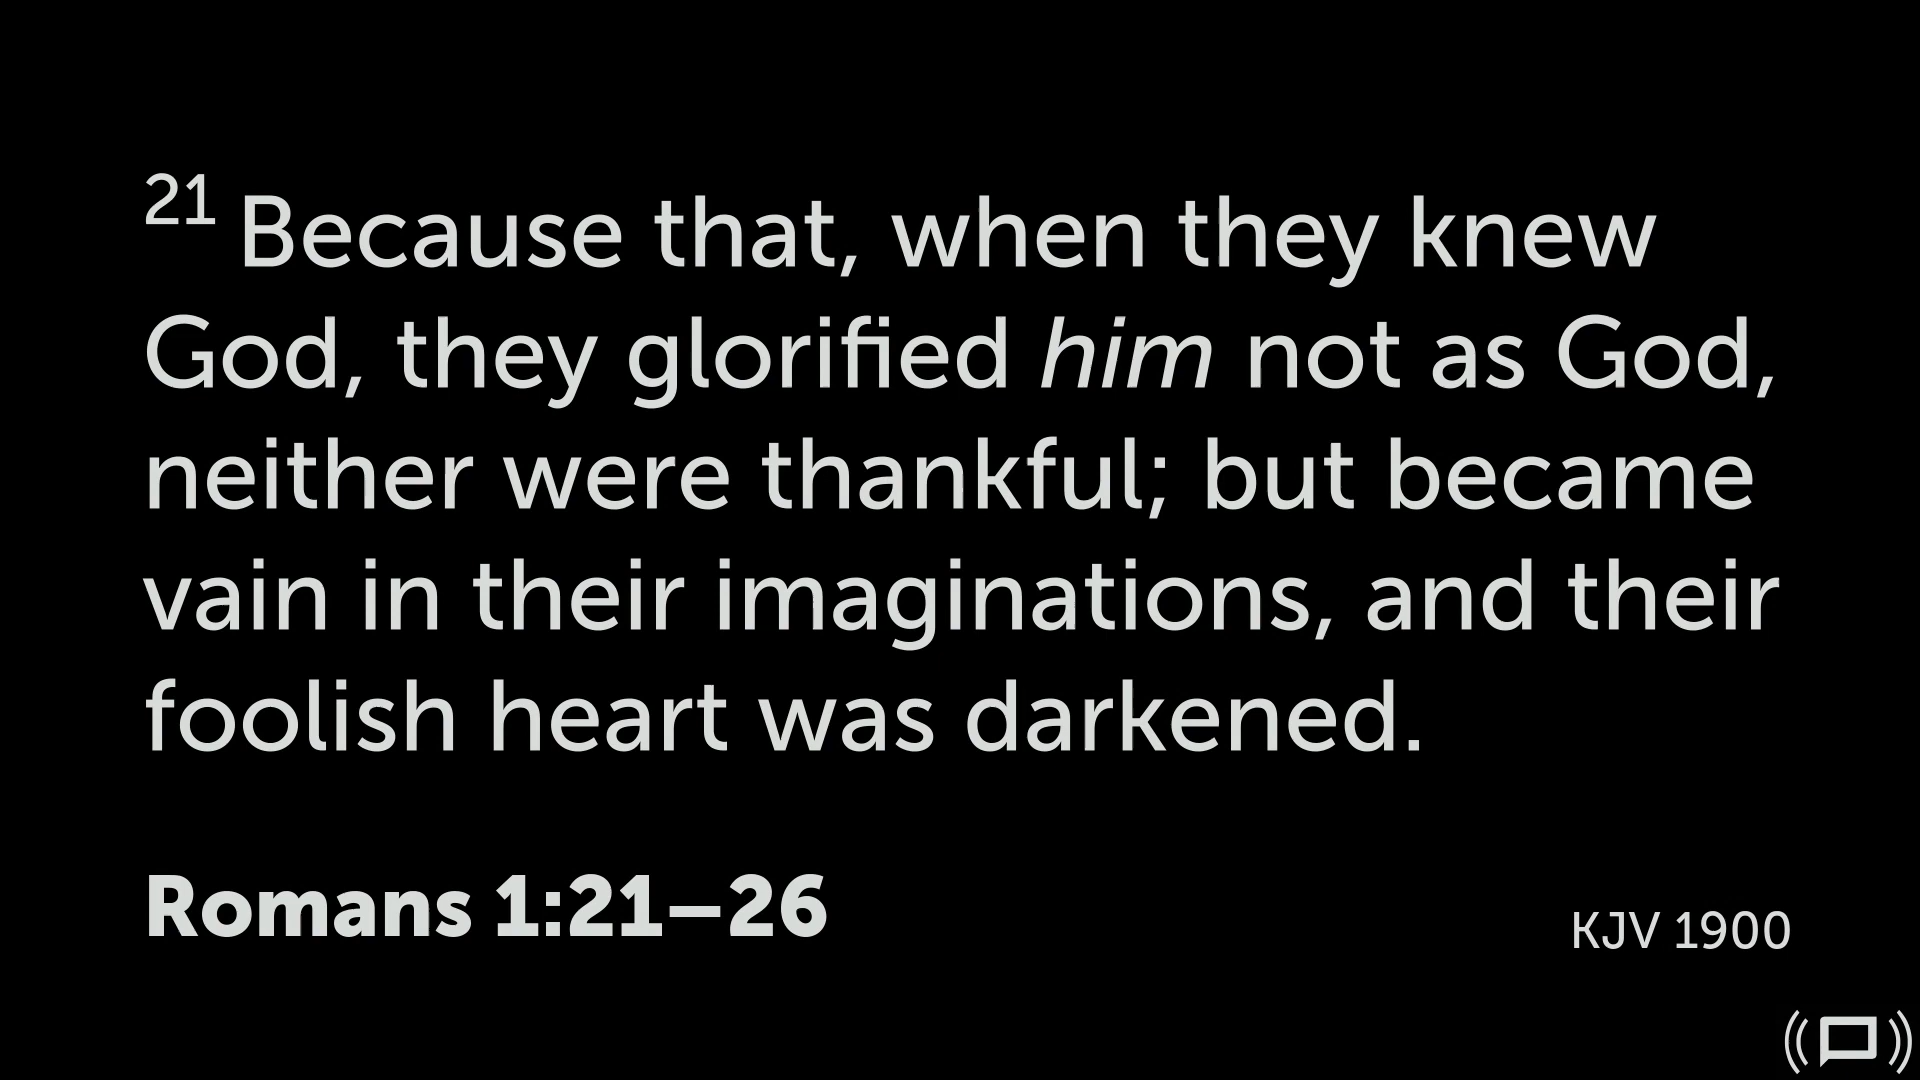 21 Because that, when they knew
God, they glorified him not as God,
neither were thankful; but became
vain in their imaginations, and their
foolish heart was darkened.
Romans 1:21–26
KJV 1900